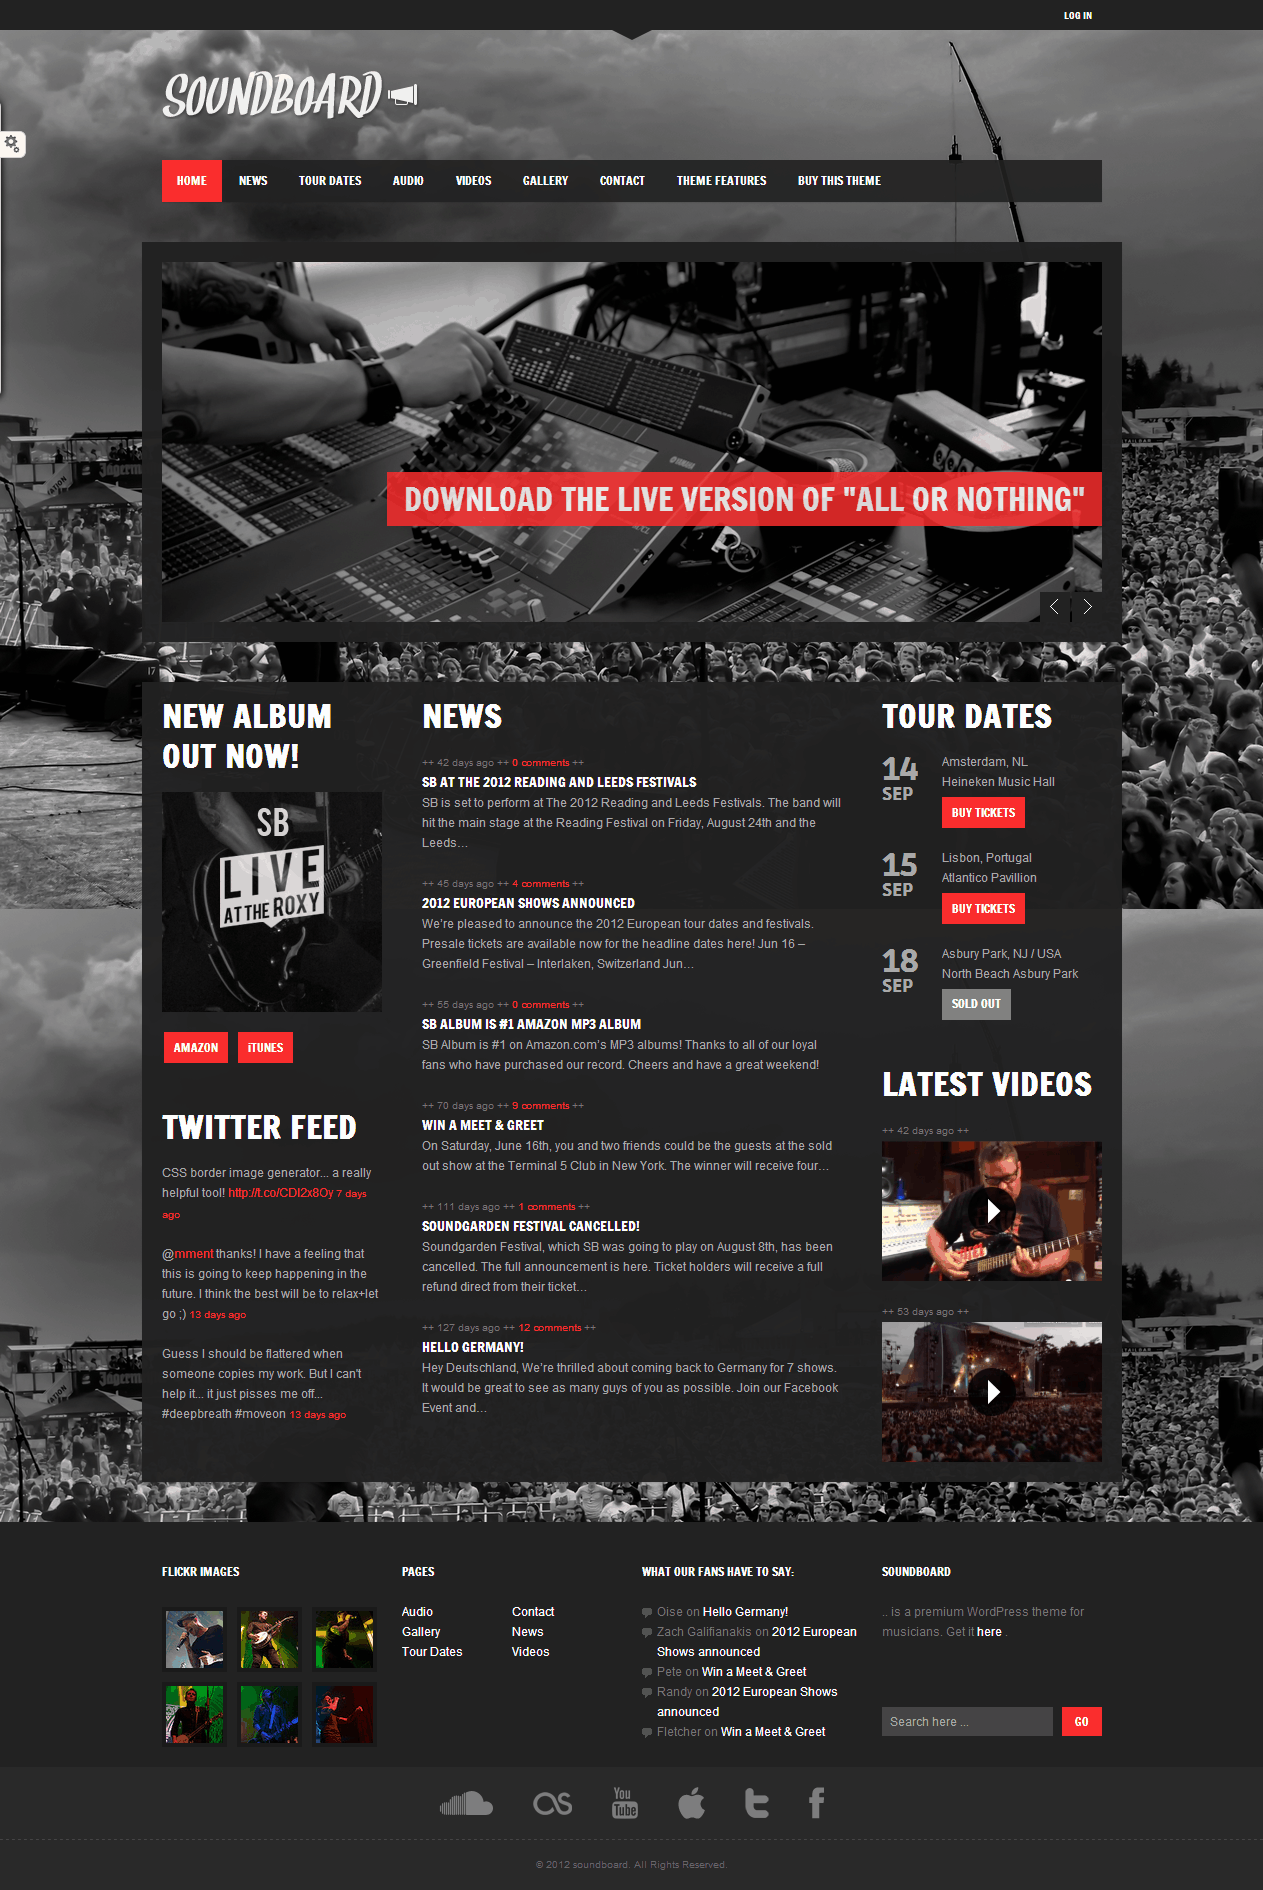 LOG IN
SOUNDBOARD
HOME NEWS TOUR DATES AUDIO VIDEOS GALLERY CONTACT THEME FEATURES BUY THIS THEME
DOWNLOAD THE LIVE VERSION OF "ALL OR NOTHING"
NEW ALBUM
OUT NOW!
SB
LIVE
AT THE ROXY
AMAZON iTUNES
TWITTER FEED
CSS border image generator... a really
helpful tool! http://t.co/CDI2x8Oy 7 days
ago
@mment thanks! I have a feeling that
this is going to keep happening in the
future. I think the best will be to relax+let
go ;) 13 days ago
Guess I should be flattered when
someone copies my work. But I can't
help it... it just pisses me off...
#deepbreath #moveon 13 days ago
NEWS
++ 42 days ago ++ 0 comments ++
SB AT THE 2012 READING AND LEEDS FESTIVALS
SB is set to perform at The 2012 Reading and Leeds Festivals. The band will
hit the main stage at the Reading Festival on Friday, August 24th and the
Leeds…
++ 45 days ago ++ 4 comments ++
2012 EUROPEAN SHOWS ANNOUNCED
We're pleased to announce the 2012 European tour dates and festivals.
Presale tickets are available now for the headline dates here! Jun 16 –
Greenfield Festival – Interlaken, Switzerland Jun…
++ 55 days ago ++ 0 comments ++
SB ALBUM IS #1 AMAZON MP3 ALBUM
SB Album is #1 on Amazon.com's MP3 albums! Thanks to all of our loyal
fans who have purchased our record. Cheers and have a great weekend!
++ 70 days ago ++ 9 comments ++
WIN A MEET & GREET
On Saturday, June 16th, you and two friends could be the guests at the sold
out show at the Terminal 5 Club in New York. The winner will receive four…
++ 111 days ago ++ 1 comments ++
SOUNDGARDEN FESTIVAL CANCELLED!
Soundgarden Festival, which SB was going to play on August 8th, has been
cancelled. The full announcement is here. Ticket holders will receive a full
refund direct from their ticket…
++ 127 days ago ++ 12 comments ++
HELLO GERMANY!
Hey Deutschland, We're thrilled about coming back to Germany for 7 shows.
It would be great to see as many guys of you as possible. Join our Facebook
Event and…
TOUR DATES
14
SEP
Amsterdam, NL
Heineken Music Hall
BUY TICKETS
15
SEP
Lisbon, Portugal
Atlantico Pavillion
BUY TICKETS
18
SEP
Asbury Park, NJ / USA
North Beach Asbury Park
SOLD OUT
LATEST VIDEOS
++ 42 days ago ++
++ 53 days ago ++
FLICKR IMAGES
PAGES
Audio
Gallery
Tour Dates
Contact
News
Videos
WHAT OUR FANS HAVE TO SAY:
Oise on Hello Germany!
Zach Galifianakis on 2012 European
Shows announced
Pete on Win a Meet & Greet
Randy on 2012 European Shows
announced
Fletcher on Win a Meet & Greet
SOUNDBOARD
.. is a premium WordPress theme for
musicians. Get it here .
Search here ...
GO
You
Tube
© 2012 soundboard. All Rights Reserved.